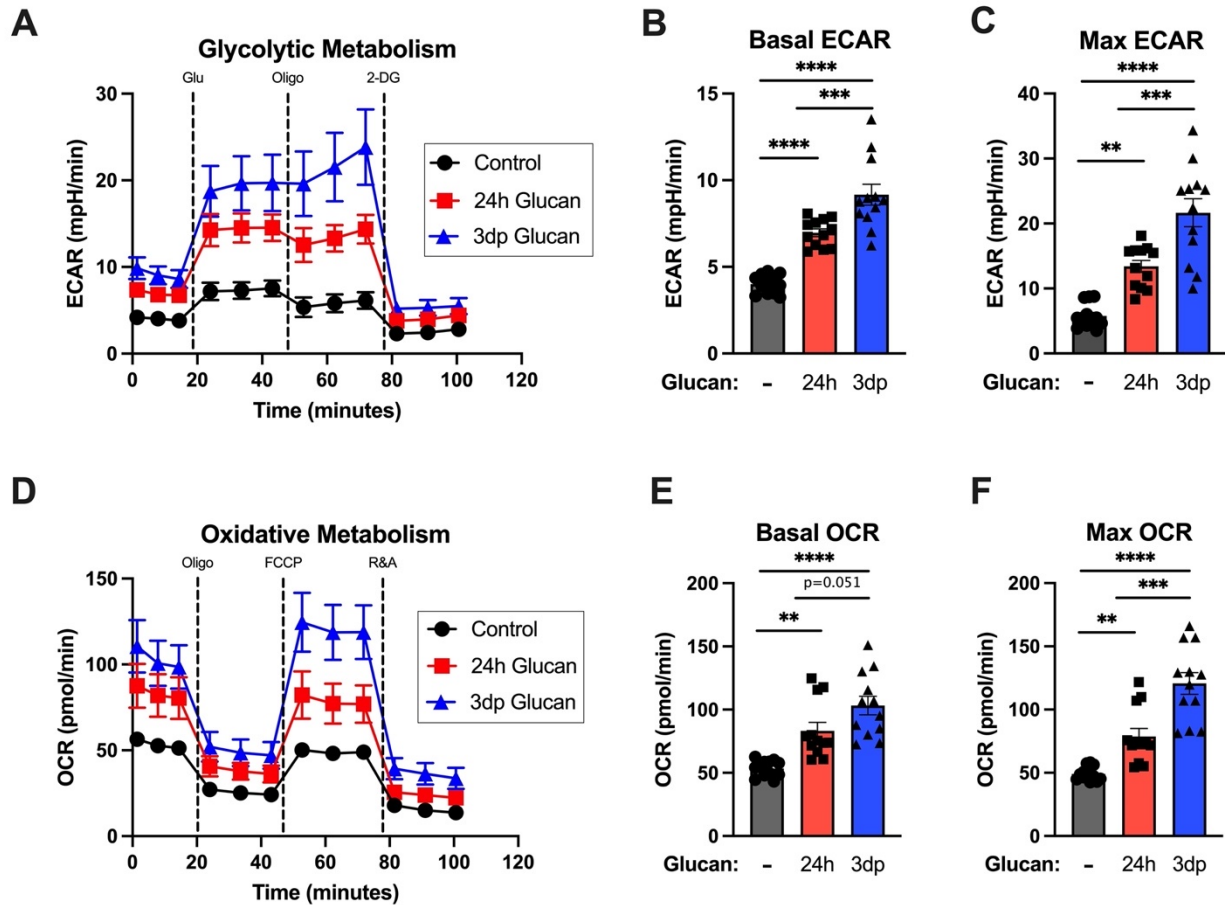 A
Glycolytic Metabolism
Glu Oligo 2-DG
30
20
10
0
ECAR (mpH/min)
0 20 40 60 80 100 120
Time (minutes)
Control
24h Glucan
3dp Glucan
B
Basal ECAR
****
***
****
15
10
5
0
ECAR (mpH/min)
Glucan: - 24h 3dp
C
Max ECAR
****
***
**
40
30
20
10
0
ECAR (mpH/min)
Glucan: - 24h 3dp
D
Oxidative Metabolism
Oligo FCCP R&A
150
100
50
0
OCR (pmol/min)
0 20 40 60 80 100 120
Time (minutes)
Control
24h Glucan
3dp Glucan
E
Basal OCR
****
p=0.051
**
200
150
100
50
0
OCR (pmol/min)
Glucan: - 24h 3dp
F
Max OCR
****
***
**
200
150
100
50
0
OCR (pmol/min)
Glucan: - 24h 3dp